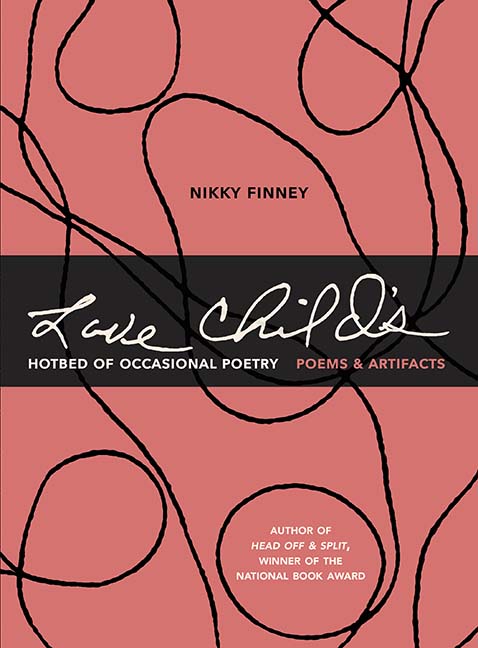 NIKKY FINNEY
Love Child's
HOTBED OF OCCASIONAL POETRY POEMS & ARTIFACTS
AUTHOR OF
HEAD OFF & SPLIT,
WINNER OF THE
NATIONAL BOOK AWARD